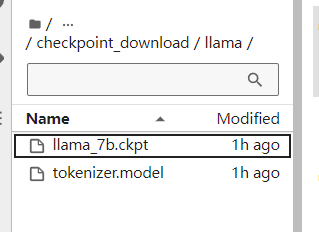 / ...
/ checkpoint_download / llama /
Name Modified
llama_7b.ckpt 1h ago
tokenizer.model 1h ago